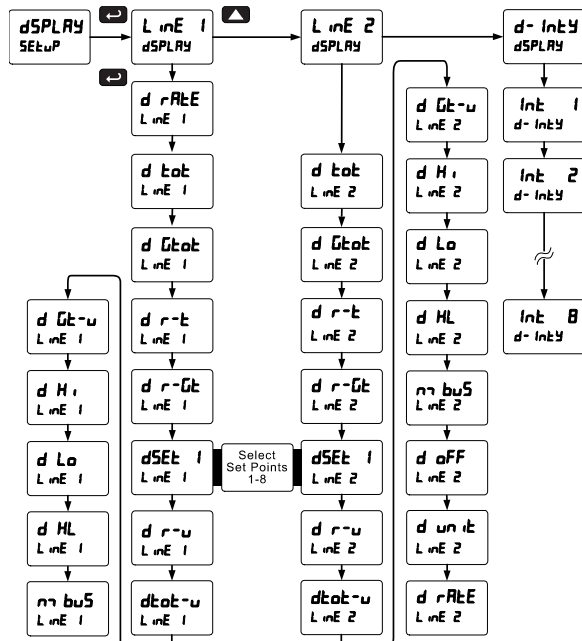 dSPLAY
SEtuP
LinE 1
dSPLAY
LinE 2
dSPLAY
d-IntY
dSPLAY
d rAtE
LinE 1
d tot
LinE 1
d Gtot
LinE 1
d r-t
LinE 1
d r-Gt
LinE 1
dSEt 1
LinE 1
d r-u
LinE 1
dtot-u
LinE 1
d Gt-u
LinE 1
d Hi
LinE 1
d Lo
LinE 1
d HL
LinE 1
m buS
LinE 1
Select
Set Points
1-8
d tot
LinE 2
d Gtot
LinE 2
d r-t
LinE 2
d r-Gt
LinE 2
dSEt 1
LinE 2
d r-u
LinE 2
dtot-u
LinE 2
d Gt-u
LinE 2
d Hi
LinE 2
d Lo
LinE 2
d HL
LinE 2
m buS
LinE 2
d oFF
LinE 2
d unit
LinE 2
d rAtE
LinE 2
Int 1
d-IntY
Int 2
d-IntY
Int 8
d-IntY